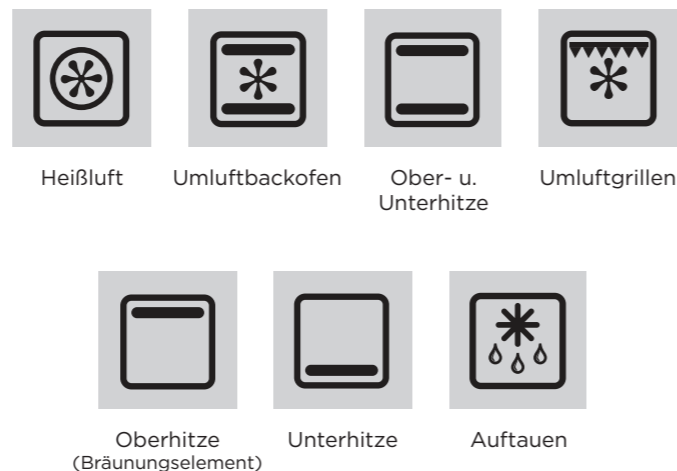 Heißluft
Umluftbackofen
Ober- u.
Unterhitze
Umluftgrillen
Oberhitze
(Bräunungselement)
Unterhitze
Auftauen